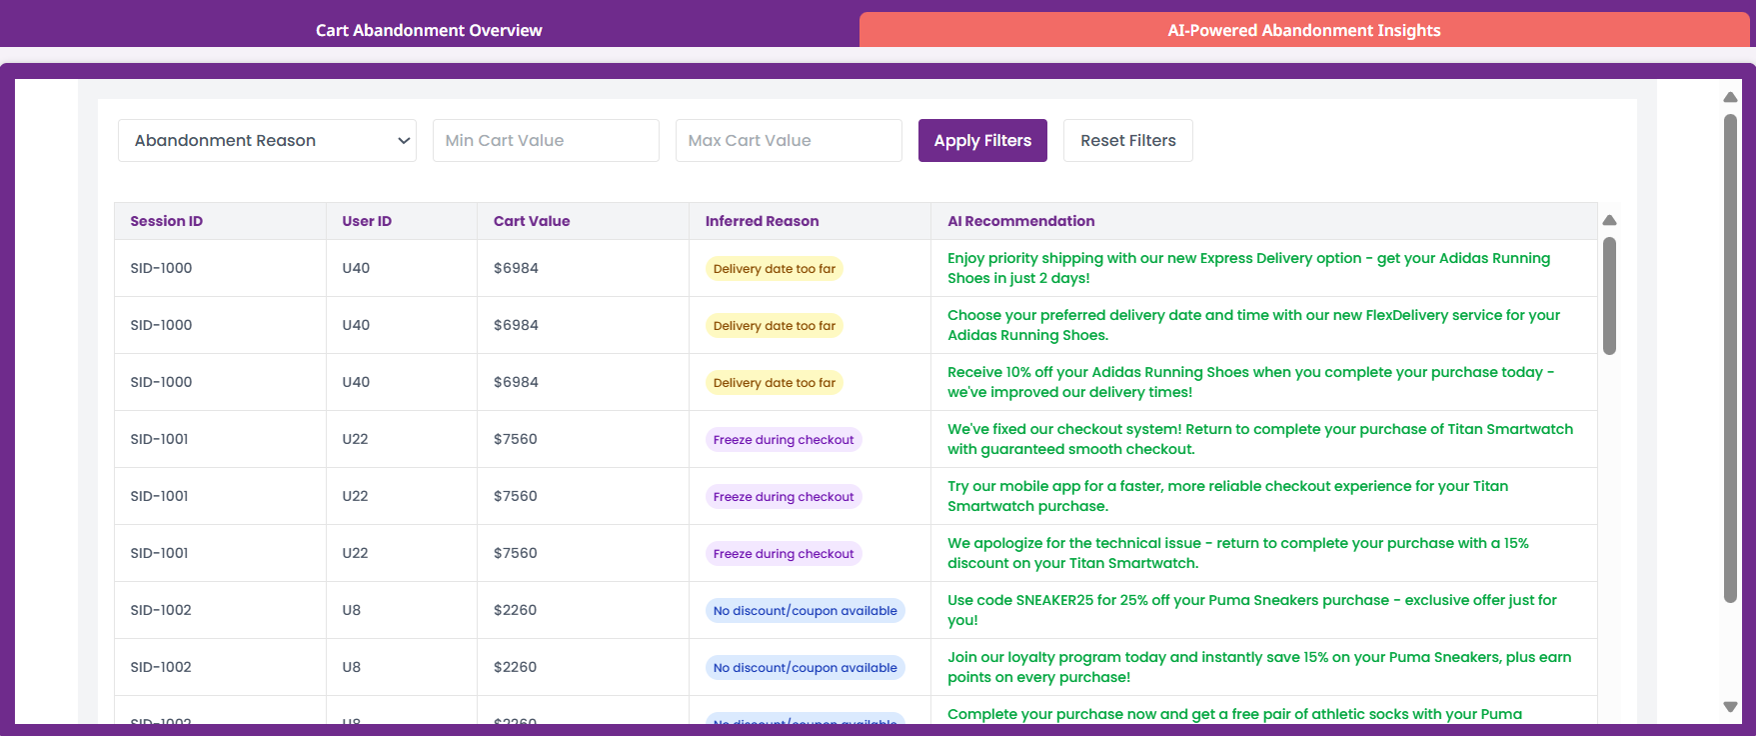 Cart Abandonment Overview
AI-Powered Abandonment Insights
Abandonment Reason
Min Cart Value
Max Cart Value
Apply Filters
Reset Filters
Session ID
User ID
Cart Value
Inferred Reason
AI Recommendation
SID-1000
U40
$6984
Delivery date too far
Enjoy priority shipping with our new Express Delivery option - get your Adidas Running
Shoes in just 2 days!
SID-1000
U40
$6984
Delivery date too far
Choose your preferred delivery date and time with our new FlexDelivery service for your
Adidas Running Shoes.
SID-1000
U40
$6984
Delivery date too far
Receive 10% off your Adidas Running Shoes when you complete your purchase today -
we've improved our delivery times!
SID-1001
U22
$7560
Freeze during checkout
We've fixed our checkout system! Return to complete your purchase of Titan Smartwatch
with guaranteed smooth checkout.
SID-1001
U22
$7560
Freeze during checkout
Try our mobile app for a faster, more reliable checkout experience for your Titan
Smartwatch purchase.
SID-1001
U22
$7560
Freeze during checkout
We apologize for the technical issue - return to complete your purchase with a 15%
discount on your Titan Smartwatch.
SID-1002
U8
$2260
No discount/coupon available
Use code SNEAKER25 for 25% off your Puma Sneakers purchase - exclusive offer just for
you!
SID-1002
U8
$2260
No discount/coupon available
Join our loyalty program today and instantly save 15% on your Puma Sneakers, plus earn
points on every purchase!
SID-1002
U8
$2260
No discount/coupon available
Complete your purchase now and get a free pair of athletic socks with your Puma